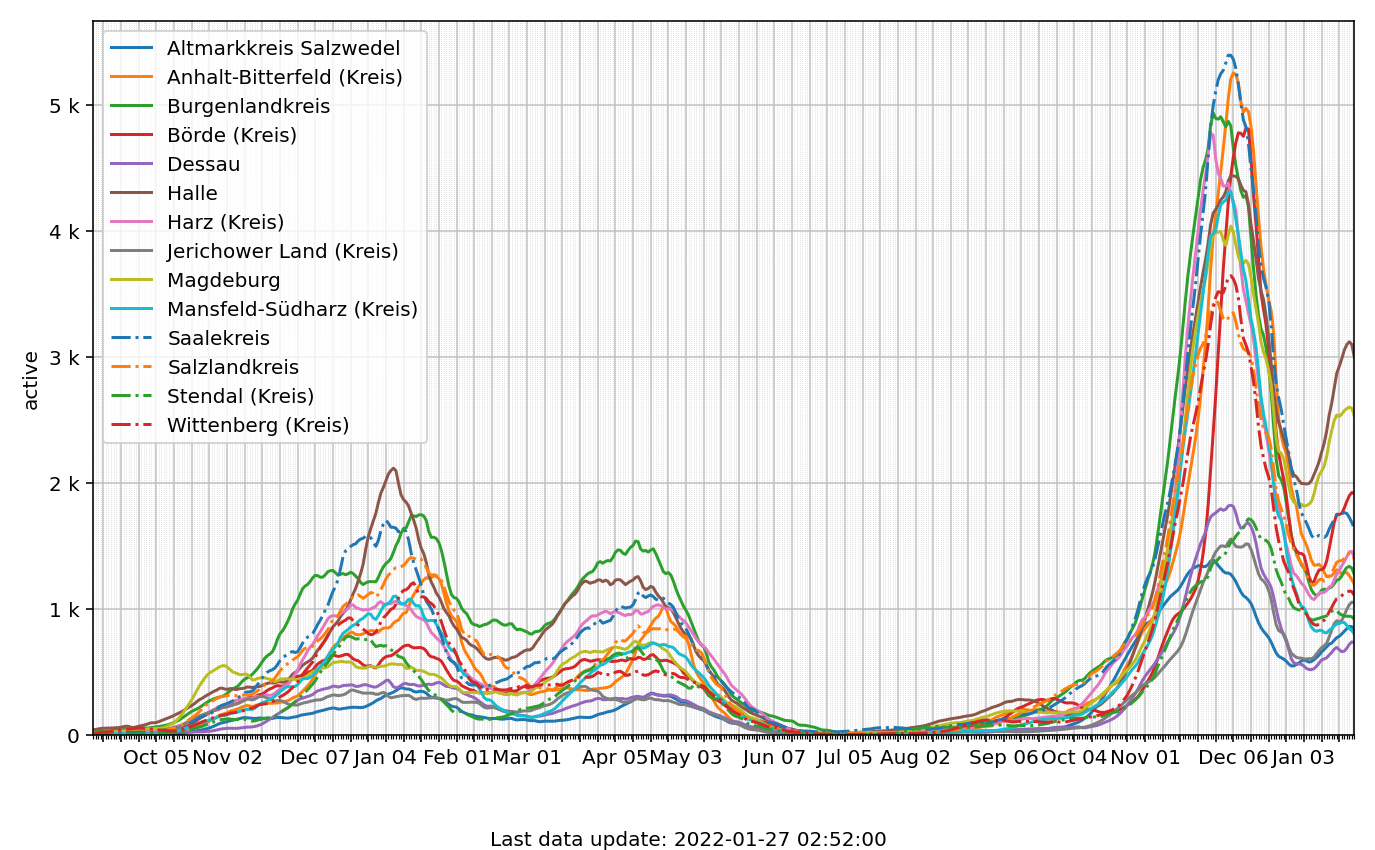 active
5 k
4 k
3 k
2 k
1 k
0
Altmarkkreis Salzwedel
Anhalt-Bitterfeld (Kreis)
Burgenlandkreis
Börde (Kreis)
Dessau
Halle
Harz (Kreis)
Jerichower Land (Kreis)
Magdeburg
Mansfeld-Südharz (Kreis)
Saalekreis
Salzlandkreis
Stendal (Kreis)
Wittenberg (Kreis)
Oct 05 Nov 02 Dec 07 Jan 04 Feb 01 Mar 01 Apr 05 May 03 Jun 07 Jul 05 Aug 02 Sep 06 Oct 04 Nov 01 Dec 06 Jan 03
Last data update: 2022-01-27 02:52:00